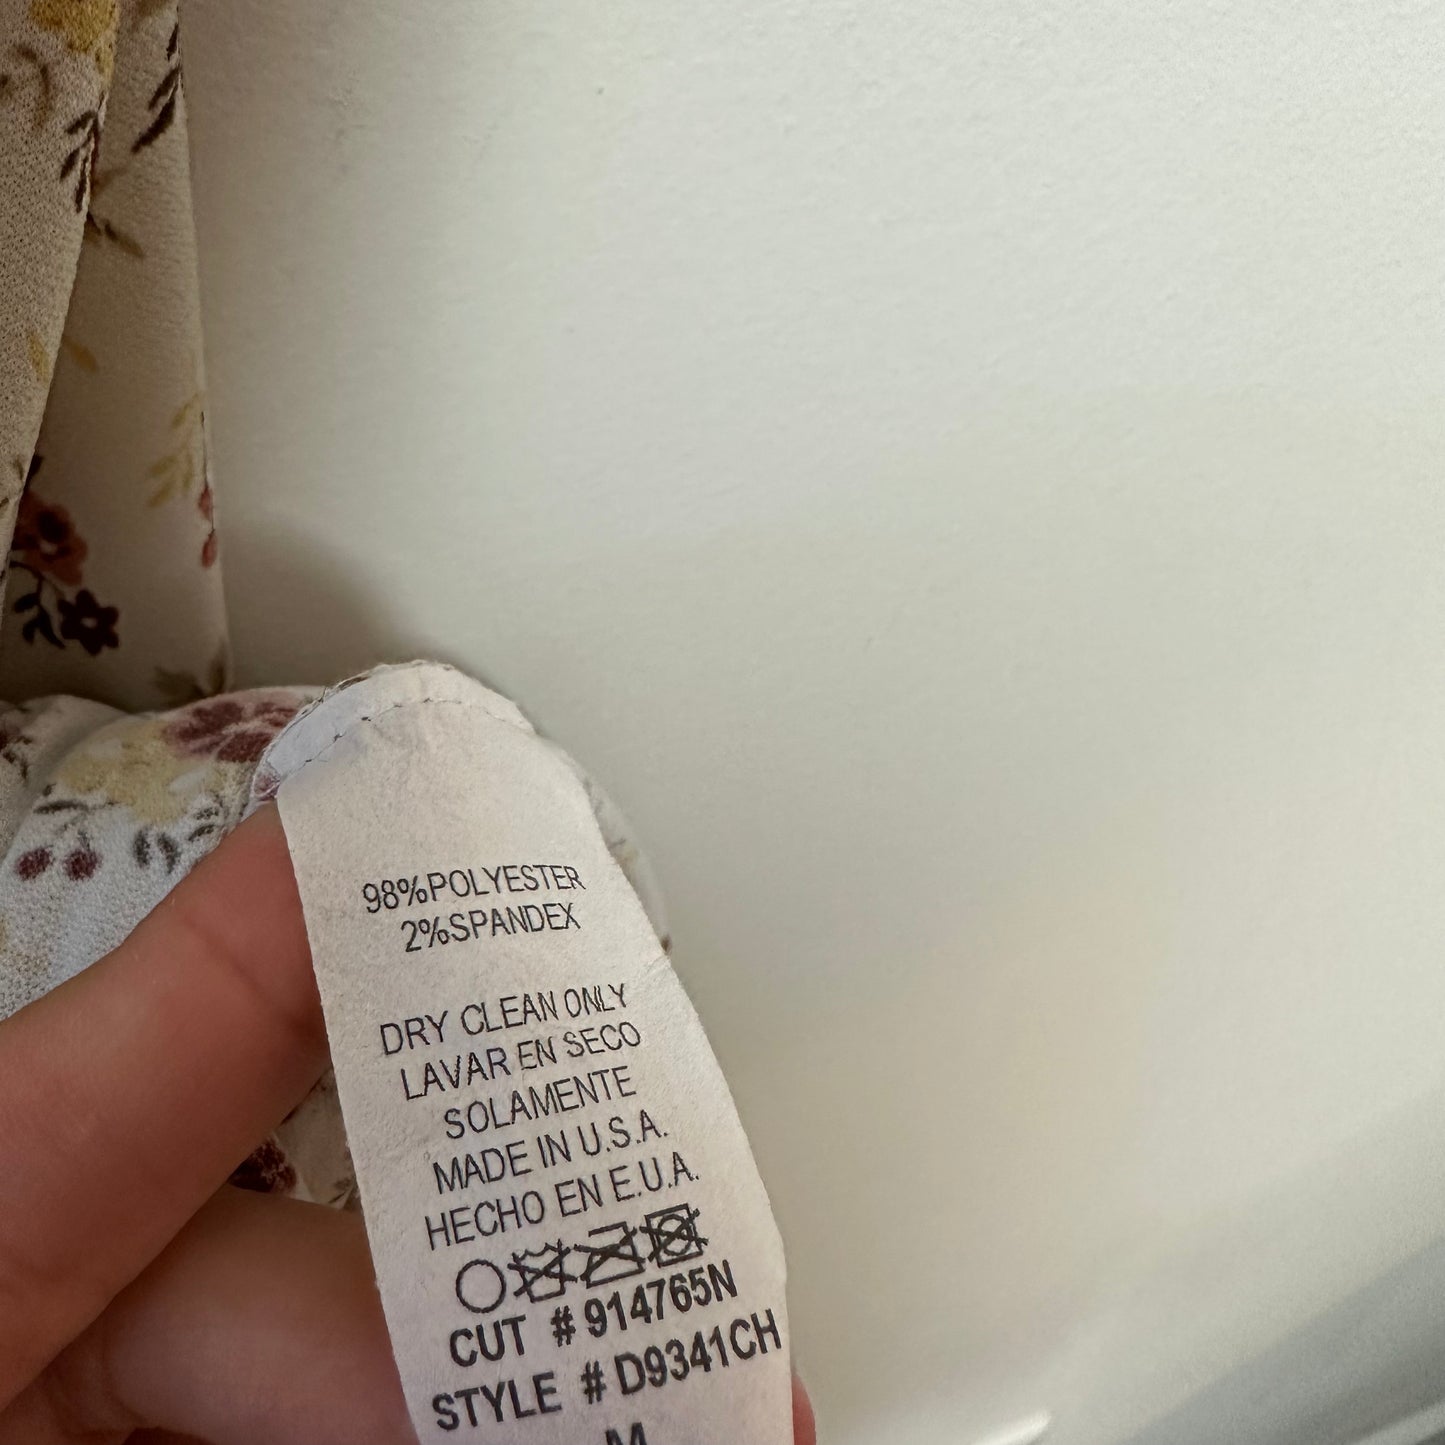 98%POLYESTER
2%SPANDEX
DRY CLEAN ONLY
LAVAR EN SECO
SOLAMENTE
MADE IN U.S.A.
HECHO EN E.U.A.
CUT # 914765N
STYLE # D9341CH
M